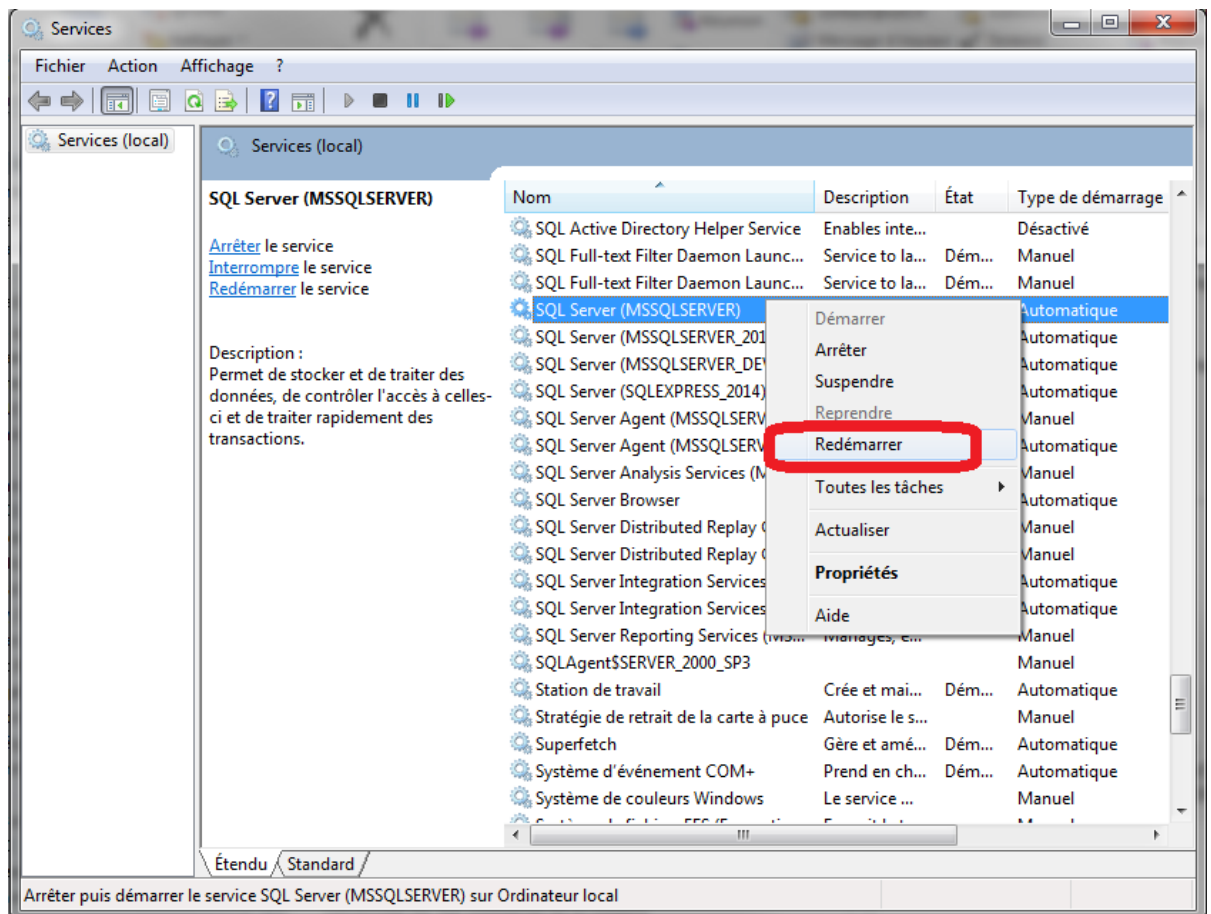 Services
Fichier Action Affichage ?
Services (local)
Services (local)
SQL Server (MSSQLSERVER)
Arrêter le service
Interrompre le service
Redémarrer le service
Description :
Permet de stocker et de traiter des
données, de contrôler l'accès à celles-
ci et de traiter rapidement des
transactions.
Nom Description État Type de démarrage
SQL Active Directory Helper Service Enables inte... Désactivé
SQL Full-text Filter Daemon Launc... Service to la... Dém... Manuel
SQL Full-text Filter Daemon Launc... Service to la... Dém... Manuel
SQL Server (MSSQLSERVER) Automatique
SQL Server (MSSQLSERVER_201 Automatique
SQL Server (MSSQLSERVER_DE Automatique
SQL Server (SQLEXPRESS_2014) Automatique
SQL Server Agent (MSSQLSERV Manuel
SQL Server Agent (MSSQLSERV Automatique
SQL Server Analysis Services (M Manuel
SQL Server Browser Automatique
SQL Server Distributed Replay Manuel
SQL Server Distributed Replay Manuel
SQL Server Integration Services Automatique
SQL Server Integration Services Automatique
SQL Server Reporting Services (MS... Manages, e... Manuel
SQLAgent$SERVER_2000_SP3 Manuel
Station de travail Crée et mai... Dém... Automatique
Stratégie de retrait de la carte à puce Autorise le s... Manuel
Superfetch Gère et amé... Dém... Automatique
Système d'événement COM+ Prend en ch... Dém... Automatique
Système de couleurs Windows Le service ... Manuel
Démarrer
Arrêter
Suspendre
Reprendre
Redémarrer
Toutes les tâches
Actualiser
Propriétés
Aide
Étendu Standard
Arrêter puis démarrer le service SQL Server (MSSQLSERVER) sur Ordinateur local